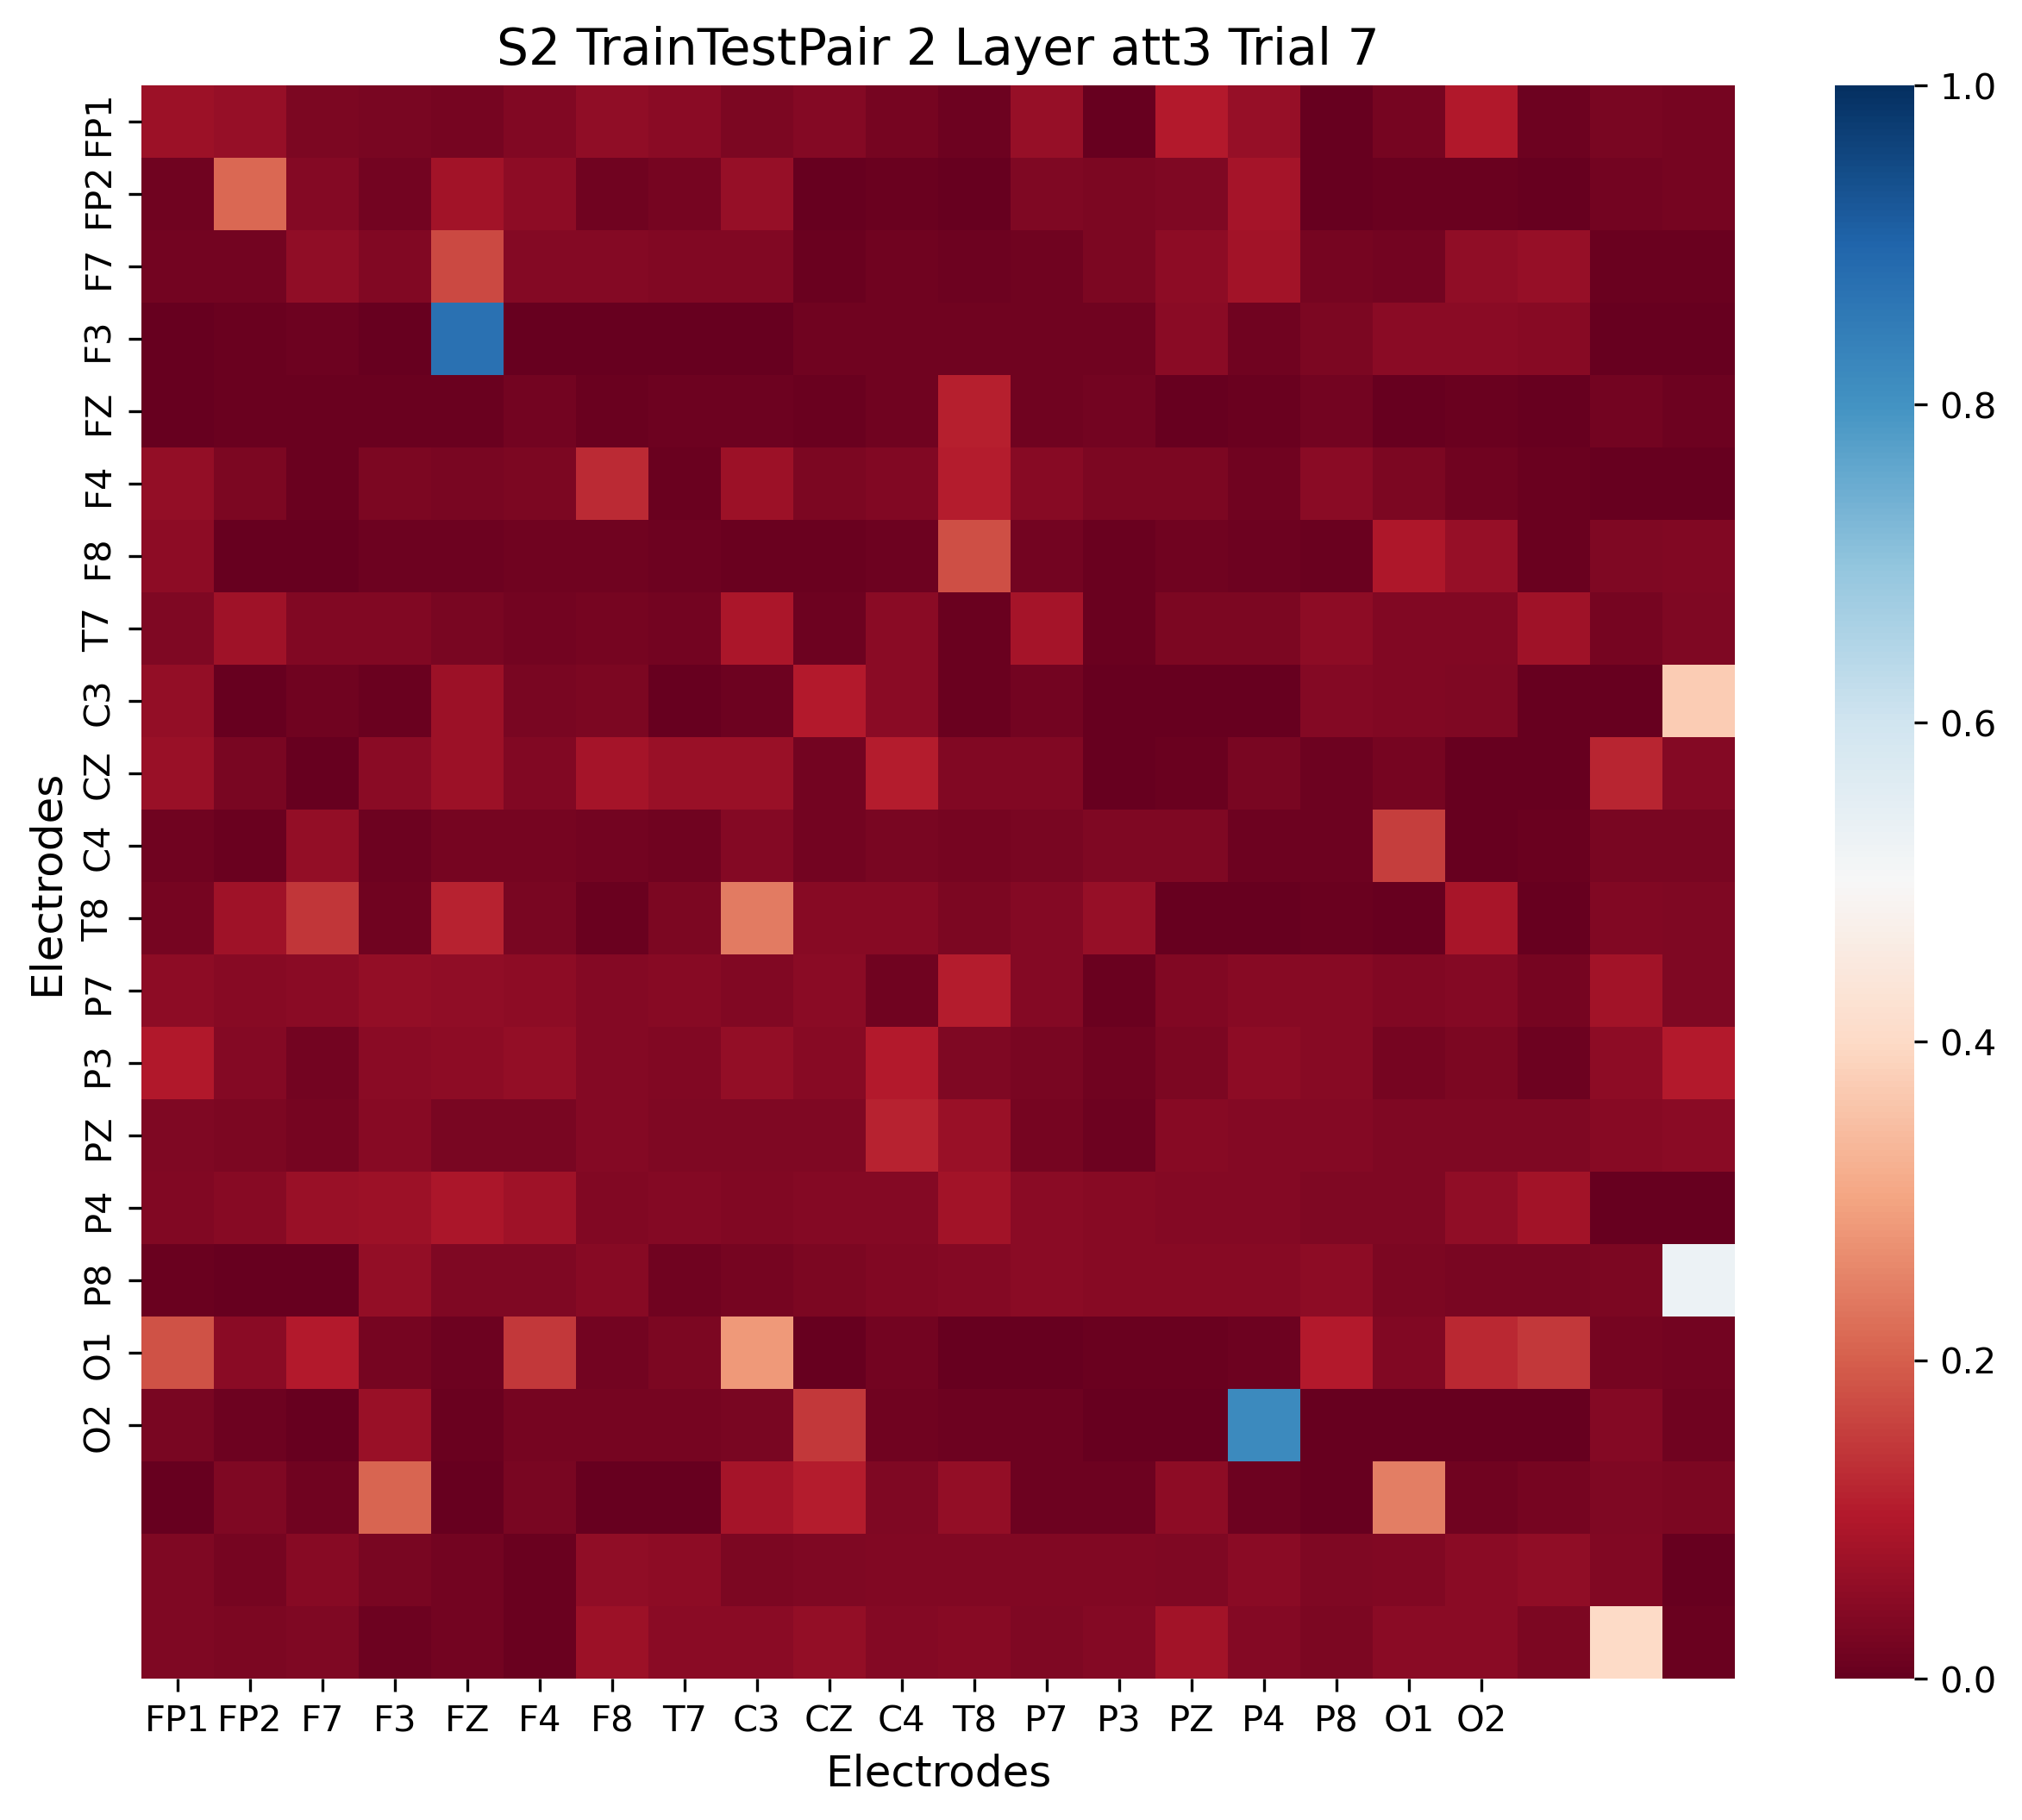 S2 TrainTestPair 2 Layer att3 Trial 7
Electrodes
FP1
FP2
F7
F3
FZ
F4
F8
T7
C3
CZ
C4
T8
P7
P3
PZ
P4
P8
O1
O2
FP1 FP2 F7 F3 FZ F4 F8 T7 C3 CZ C4 T8 P7 P3 PZ P4 P8 O1 O2
Electrodes
1.0
0.8
0.6
0.4
0.2
0.0